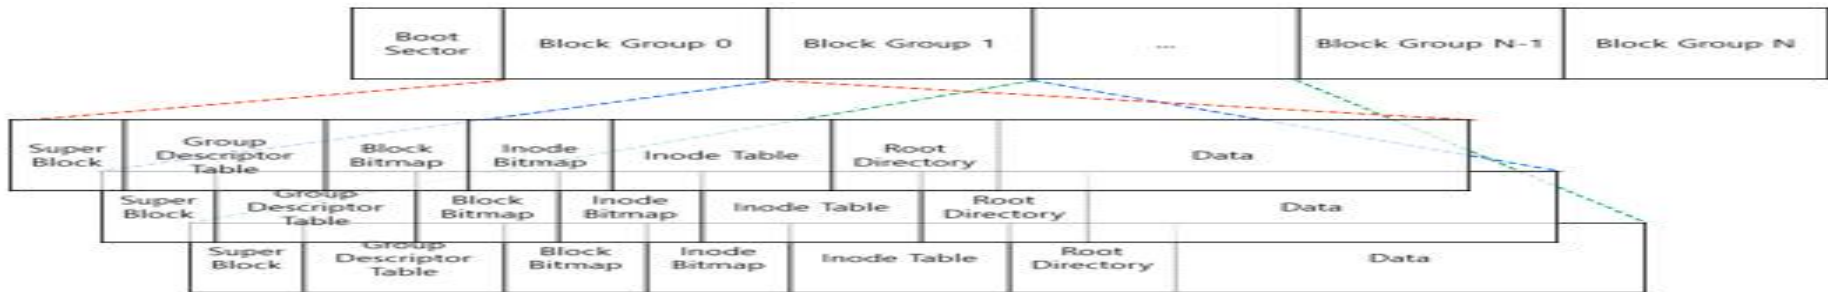 Boot
Sector
Block Group 0
Block Group 1
...
Block Group N-1
Block Group N
Super
Block
Group
Descriptor
Table
Block
Bitmap
Inode
Bitmap
Inode Table
Root
Directory
Data
Super
Block
Group
Descriptor
Table
Block
Bitmap
Inode
Bitmap
Inode Table
Root
Directory
Data
Super
Block
Group
Descriptor
Table
Block
Bitmap
Inode
Bitmap
Inode Table
Root
Directory
Data